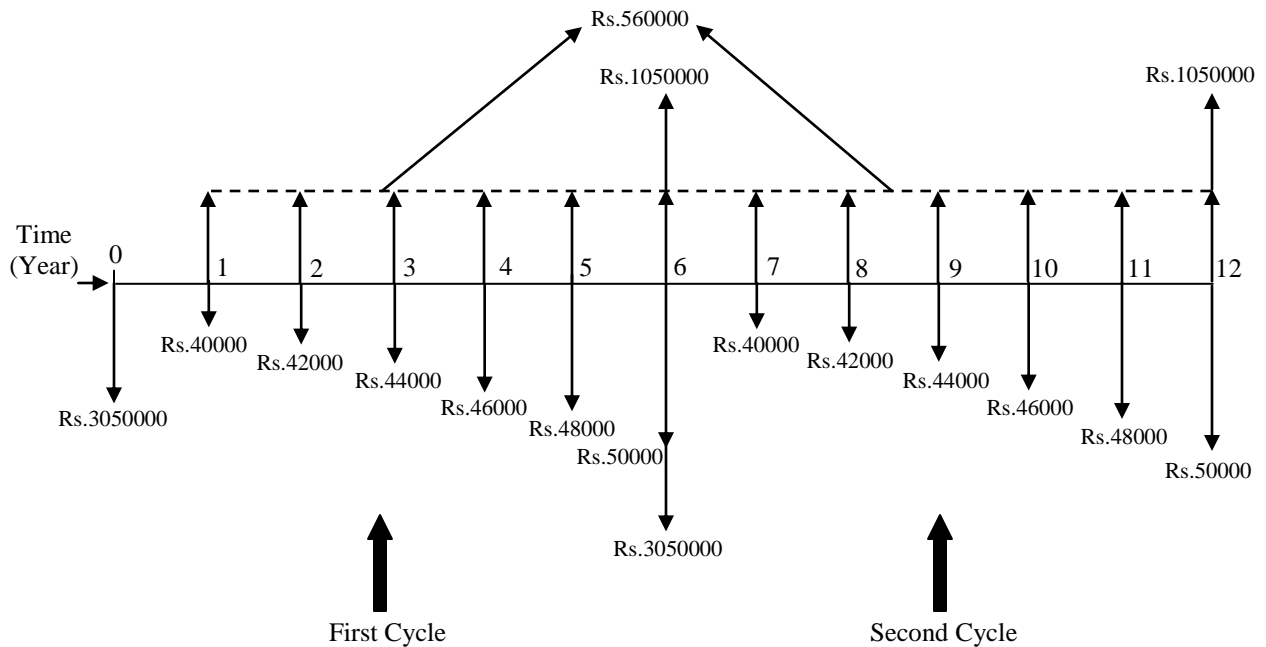 Rs.560000
Rs.1050000
Rs.1050000
Time
(Year)
0
1
2
3
4
5
6
7
8
9
10
11
12
Rs.40000
Rs.42000
Rs.44000
Rs.46000
Rs.48000
Rs.50000
Rs.40000
Rs.42000
Rs.44000
Rs.46000
Rs.48000
Rs.50000
Rs.3050000
Rs.3050000
First Cycle
Second Cycle